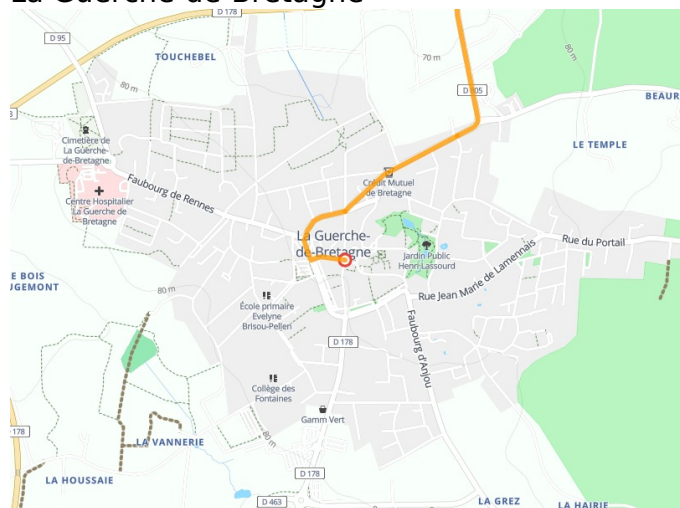 La Guerche-de-Bretagne
D 178
D 95
TOUCHEBEL
70 m
80 m
D 105
BEAUR
Cimetière de
La Guerche-
de-Bretagne
LE TEMPLE
Crédit Mutuel
de Bretagne
Faubourg de Rennes
Centre Hospitalier
La Guerche de
Bretagne
La Guerche-
de-Bretagne
Rue du Portail
Jardin Public
Henri Lassourd
Rue Jean Marie de Lamennais
E BOIS
UGEMONT
80 m
École primaire
Evelyne
Brisou-Pellen
Faubourg d'Anjou
D 178
Collège des
Fontaines
Gamm Vert
178
LA VANNERIE
80 m
LA HOUSSAIE
D 178
D 463
LA GREZ
LA HAIRIE